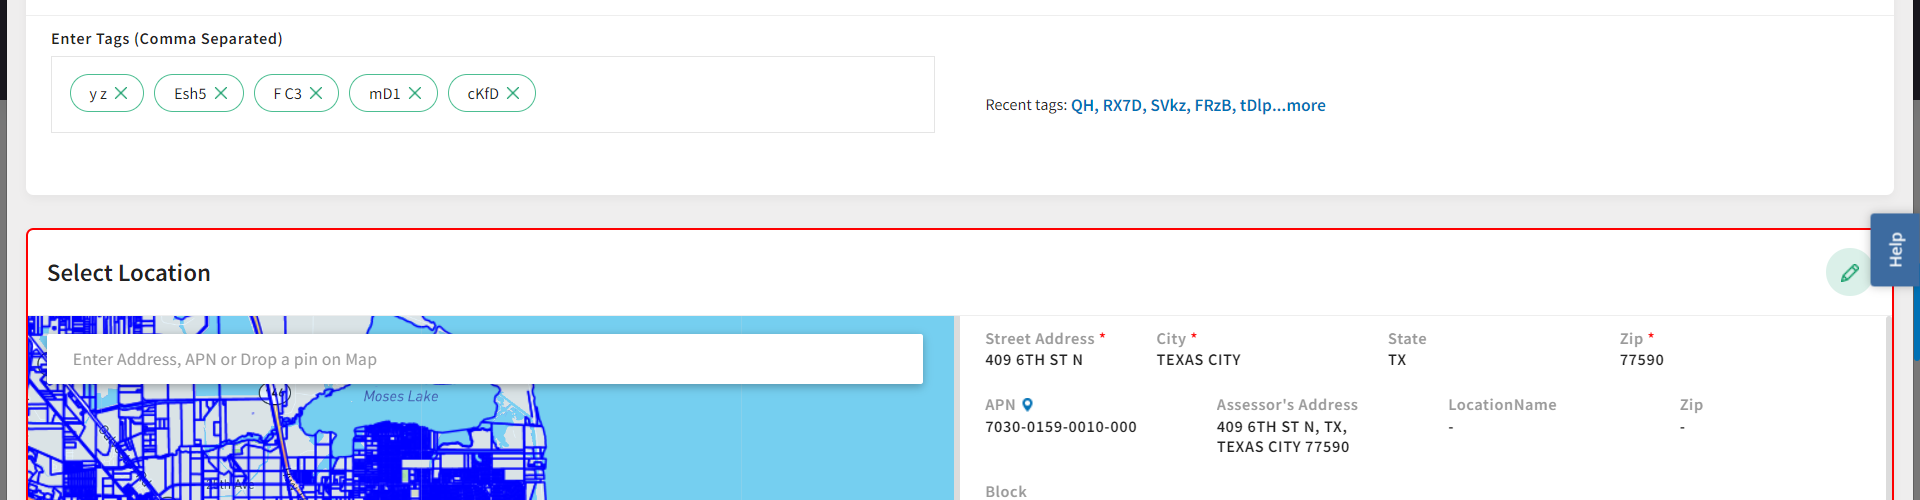 Enter Tags (Comma Separated)
y z
Esh5
F C3
mD1
cKfD
Recent tags: QH, RX7D, SVkz, FRzB, tDlp...more
Help
Select Location
Enter Address, APN or Drop a pin on Map
Moses Lake
Street Address *
409 6TH ST N
City *
TEXAS CITY
State
TX
Zip *
77590
APN
7030-0159-0010-000
Assessor's Address
409 6TH ST N, TX,
TEXAS CITY 77590
LocationName
-
Zip
-
Block